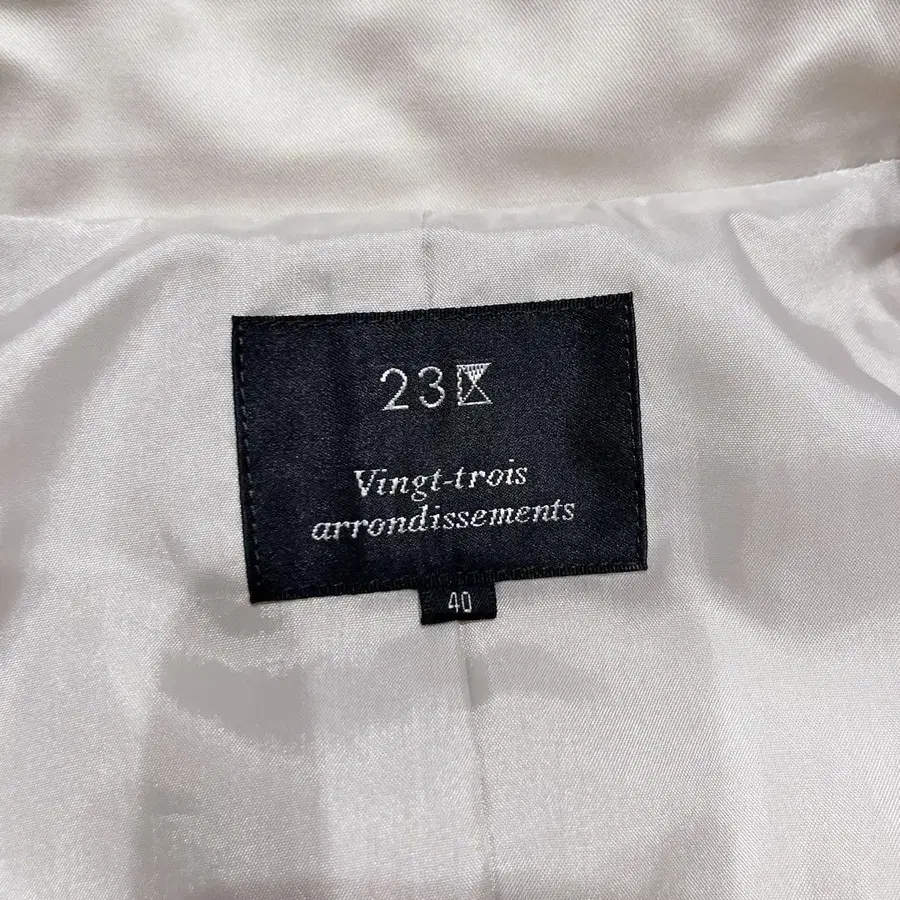 23区
Vingt-trois
arrondissements
40